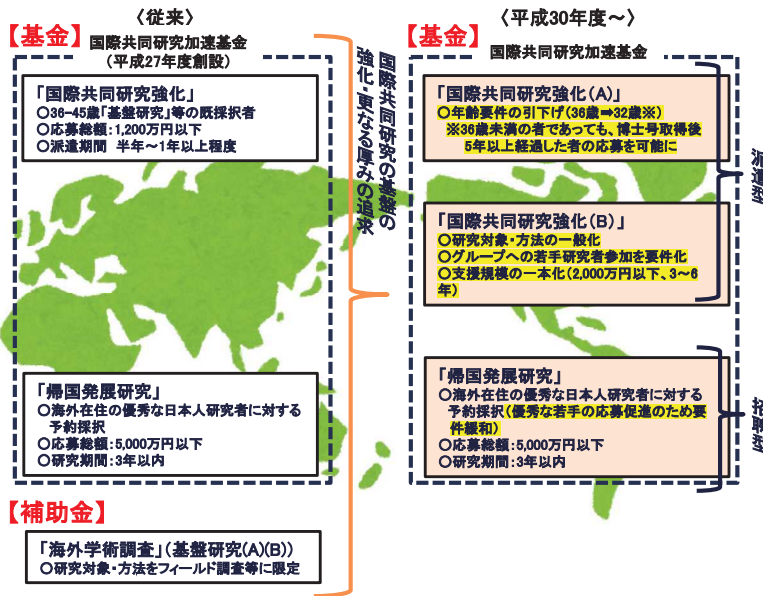 〈従来〉
【基金】
国際共同研究加速基金
（平成27年度創設）
「国際共同研究強化」
○36-45歳「基盤研究」等の既採択者
○応募総額：1,200万円以下
○派遣期間　半年～1年以上程度
「帰国発展研究」
○海外在住の優秀な日本人研究者に対する
予約採択
○応募総額：5,000万円以下
○研究期間：3年以内
【補助金】
「海外学術調査」（基盤研究(A)(B)）
○研究対象・方法をフィールド調査等に限定
国際共同研究の基盤の
強化・更なる厚みの追求
〈平成30年度～〉
【基金】
国際共同研究加速基金
「国際共同研究強化（A）」
○年齢要件の引下げ（36歳➡32歳※）
※36歳未満の者であっても、博士号取得後
5年以上経過した者の応募を可能に
「国際共同研究強化（B）」
○研究対象・方法の一般化
○グループへの若手研究者参加を要件化
○支援規模の一本化（2,000万円以下、3～6
年）
「帰国発展研究」
○海外在住の優秀な日本人研究者に対する
予約採択（優秀な若手の応募促進のため要
件緩和）
○応募総額：5,000万円以下
○研究期間：3年以内